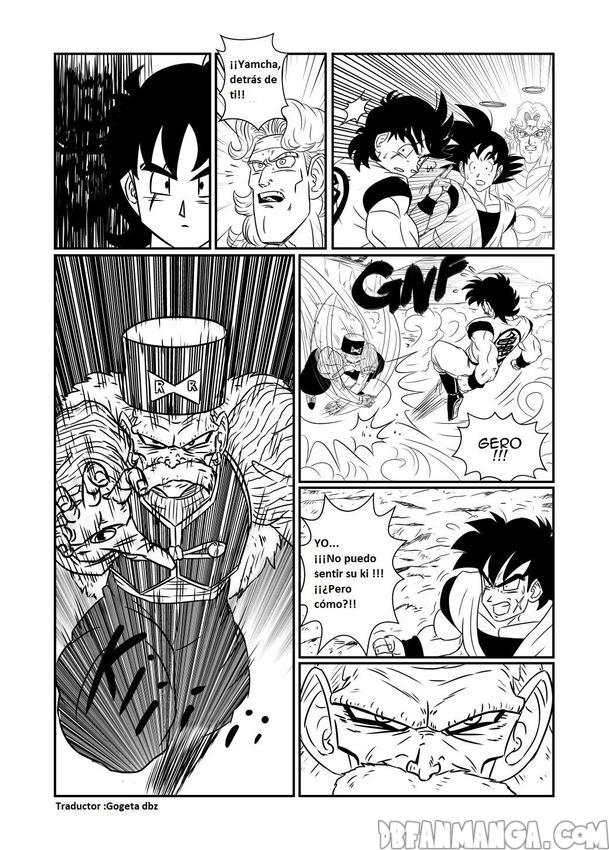 ¡¡Yamcha,
detrás de
ti!!
GNF
R R
GERO
!!!
YO...
¡¡¡No puedo
sentir su ki !!!
¡¡¿Pero
cómo?!!
Kiiii
Traductor :Gogeta dbz
DBFANMANGA.COM